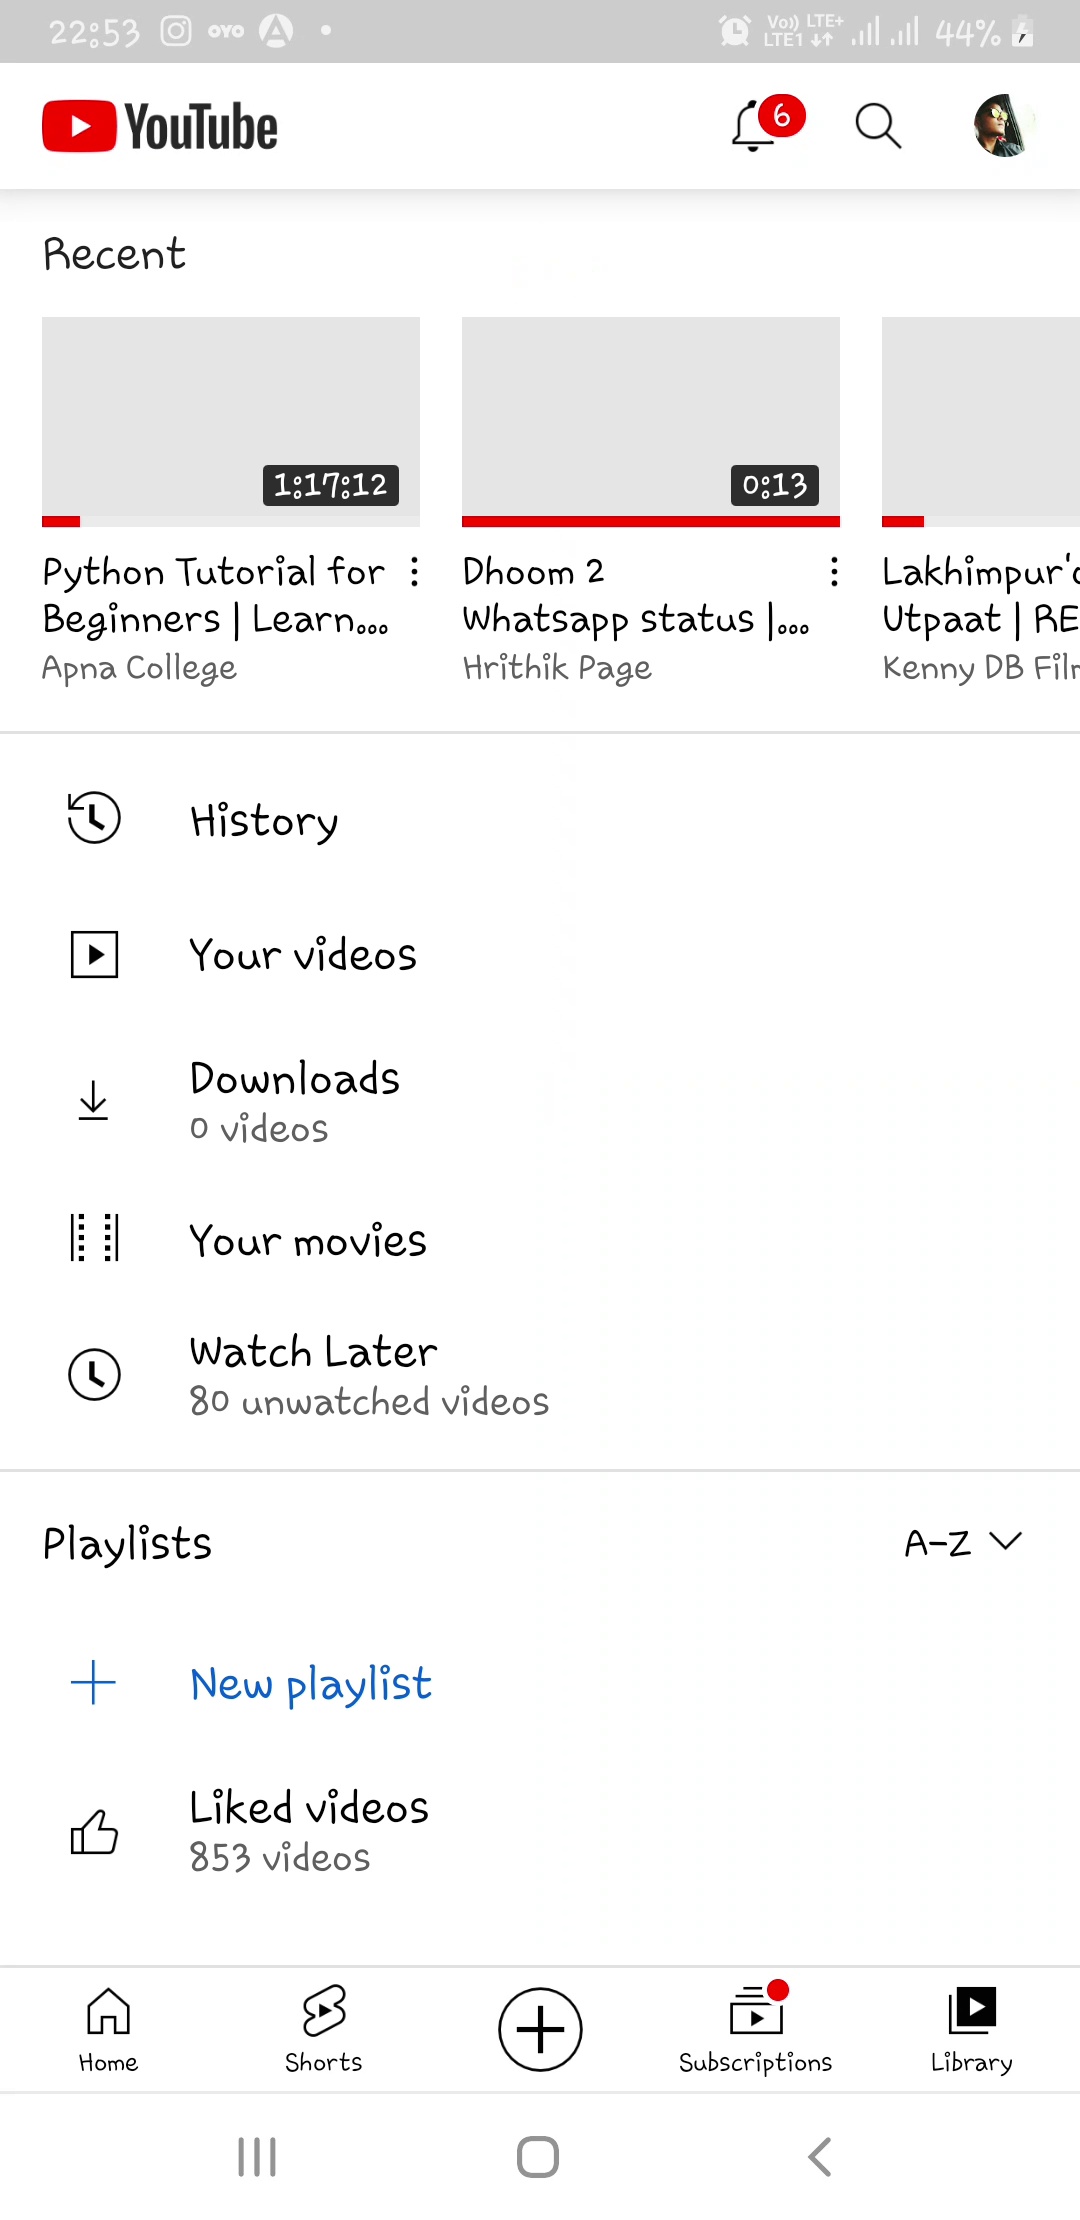 22:53 OYO Vo)) LTE+ LTE1 44%
YouTube 6
Recent
1:17:12 0:13
Python Tutorial for
Beginners | Learn...
Apna College
Dhoom 2
Whatsapp status |...
Hrithik Page
Lakhimpur'
Utpaat | RE
Kenny DB Fil
History
Your videos
Downloads
0 videos
Your movies
Watch Later
80 unwatched videos
Playlists A-Z
New playlist
Liked videos
853 videos
Home Shorts Subscriptions Library